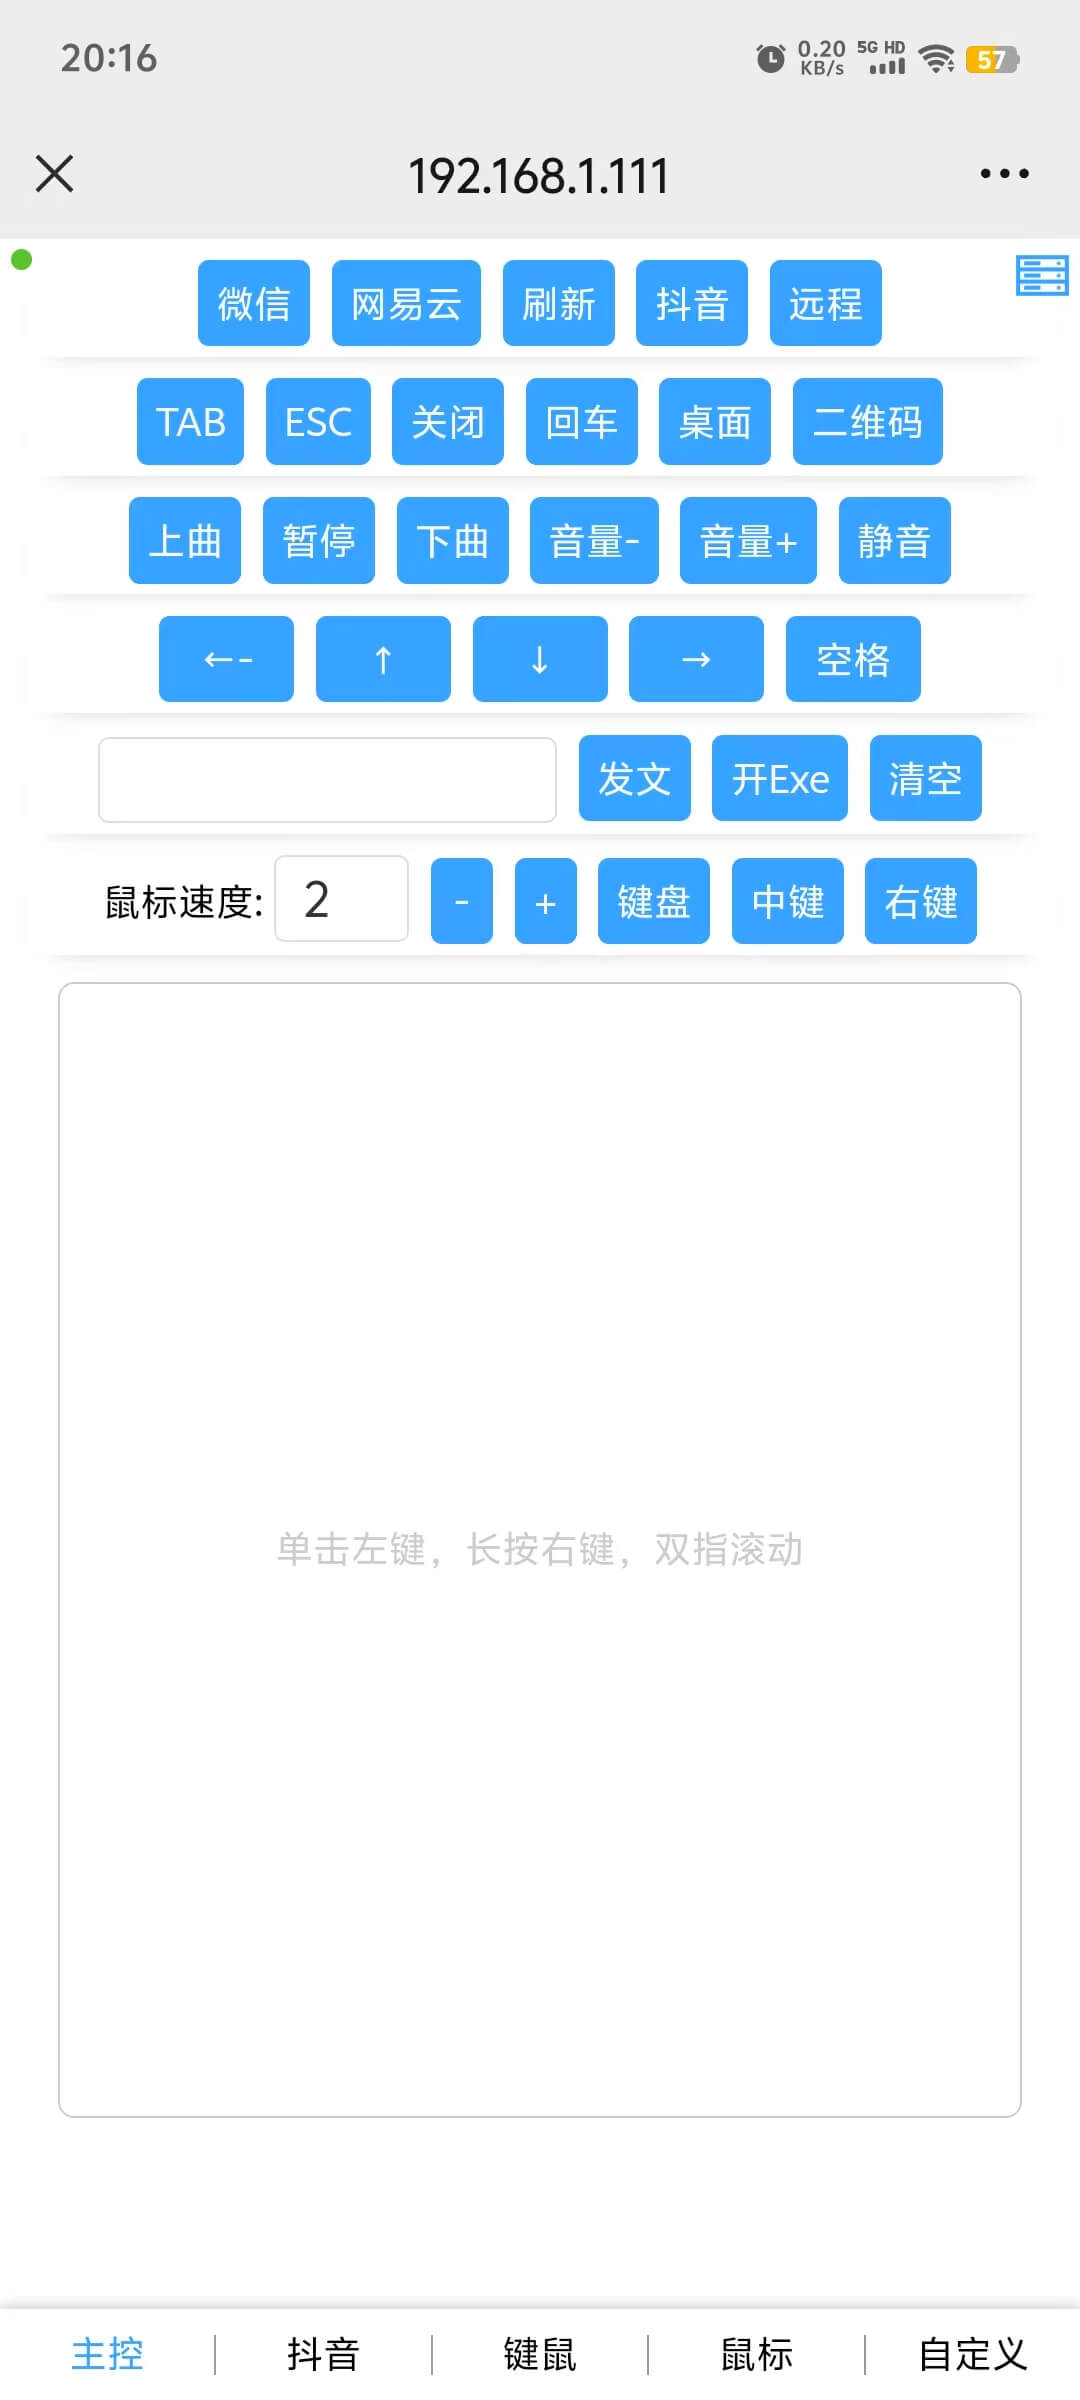 20:16 0.20 KB/s 5G HD 57
192.168.1.111
微信 网易云 刷新 抖音 远程
TAB ESC 关闭 回车 桌面 二维码
上曲 暂停 下曲 音量- 音量+ 静音
←- ↑ ↓ → 空格
发文 开Exe 清空
鼠标速度: 2 - + 键盘 中键 右键
单击左键，长按右键，双指滚动
主控 抖音 键鼠 鼠标 自定义